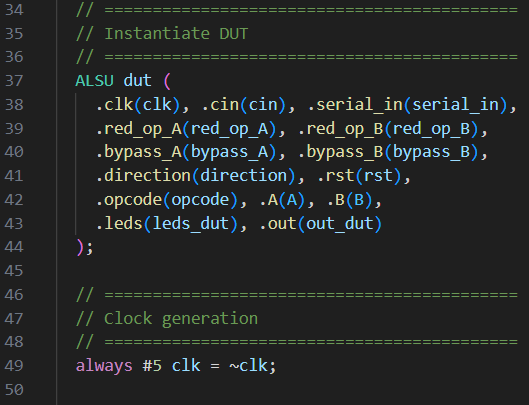 34 // ===========================================
35 // Instantiate DUT
36 // ===========================================
37 ALSU dut (
38 .clk(clk), .cin(cin), .serial_in(serial_in),
39 .red_op_A(red_op_A), .red_op_B(red_op_B),
40 .bypass_A(bypass_A), .bypass_B(bypass_B),
41 .direction(direction), .rst(rst),
42 .opcode(opcode), .A(A), .B(B),
43 .leds(leds_dut), .out(out_dut)
44 );
45
46 // ===========================================
47 // Clock generation
48 // ===========================================
49 always #5 clk = ~clk;
50